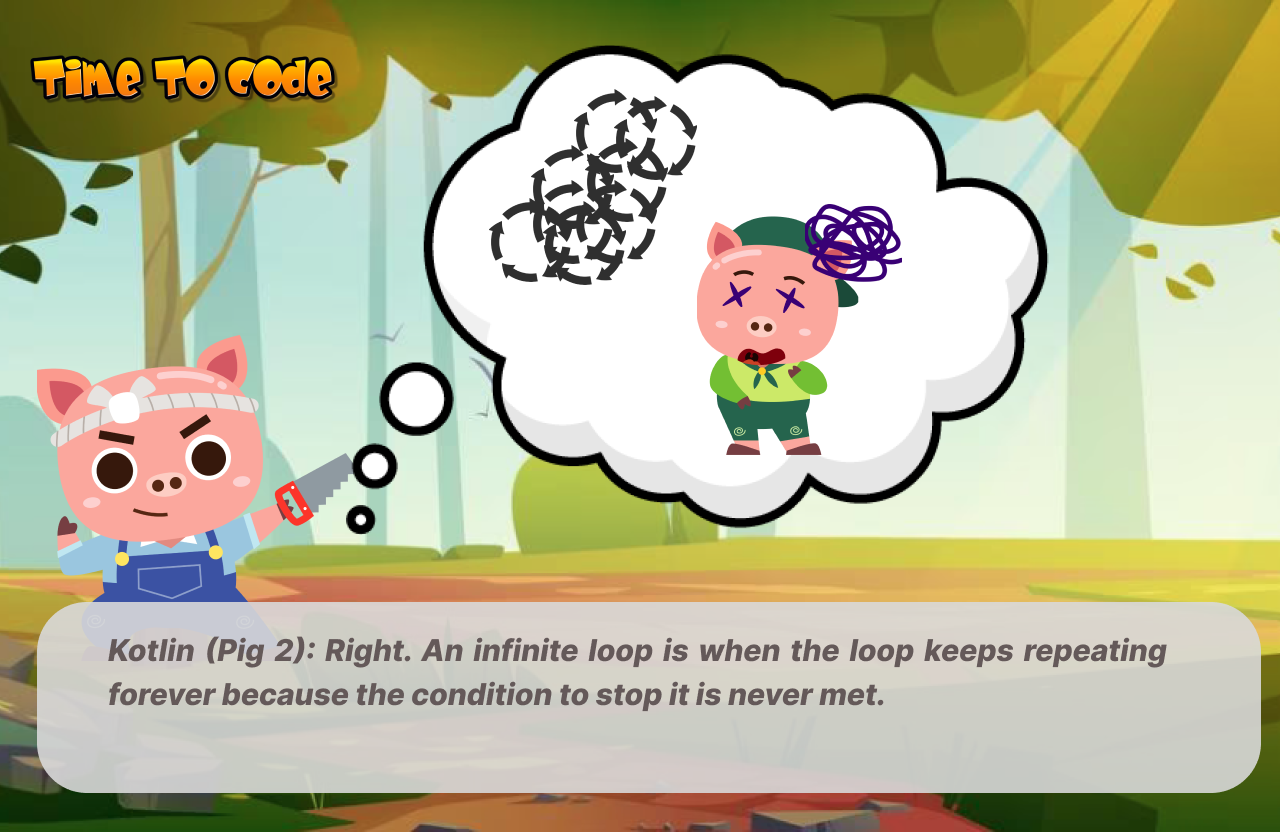 Time To Code
Kotlin (Pig 2): Right. An infinite loop is when the loop keeps repeating
forever because the condition to stop it is never met.